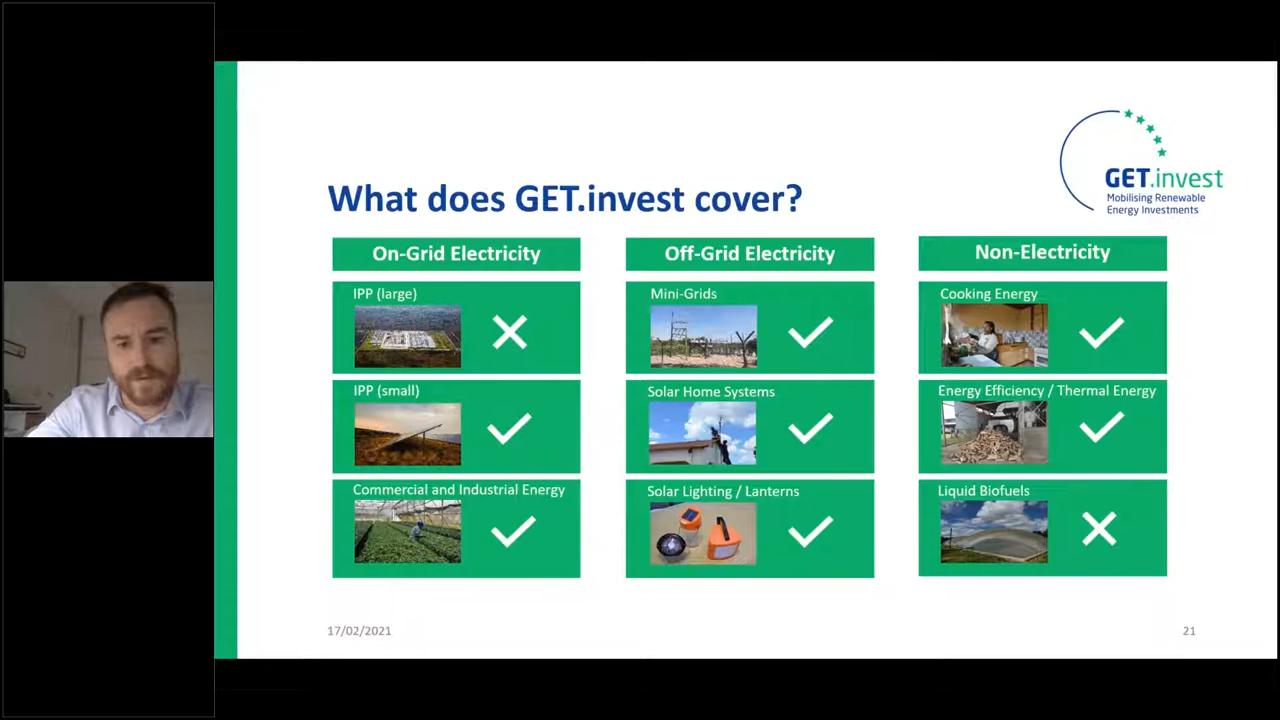 GET.invest
Mobilising Renewable
Energy Investments
What does GET.invest cover?
On-Grid Electricity
IPP (large)
IPP (small)
Commercial and Industrial Energy
Off-Grid Electricity
Mini-Grids
Solar Home Systems
Solar Lighting / Lanterns
Non-Electricity
Cooking Energy
Energy Efficiency / Thermal Energy
Liquid Biofuels
17/02/2021
21